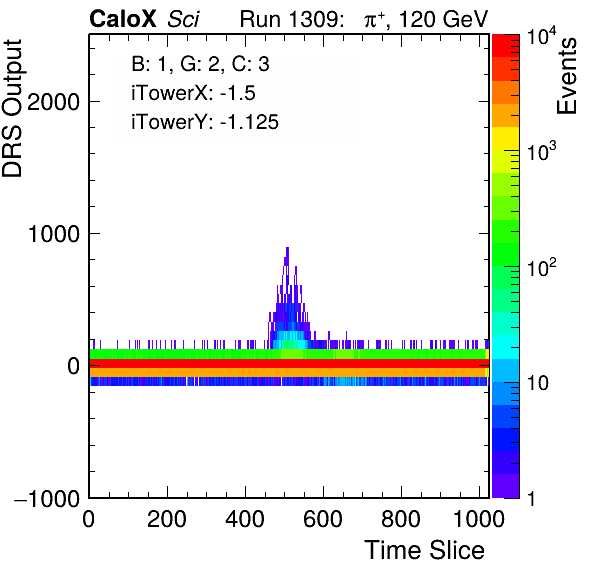 CaloX Sci Run 1309: π⁺, 120 GeV
B: 1, G: 2, C: 3
iTowerX: -1.5
iTowerY: -1.125
DRS Output
2000
1000
0
−1000
0 200 400 600 800 1000
Time Slice
Events
10⁴
10³
10²
10
1